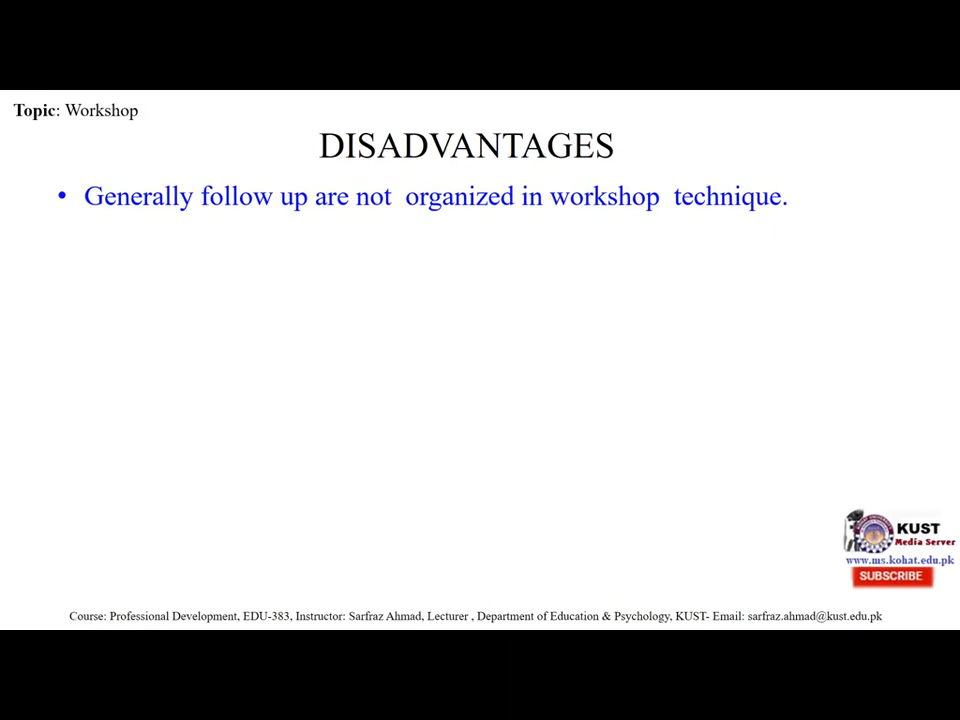 Topic: Workshop
DISADVANTAGES
• Generally follow up are not organized in workshop technique.
KUST
Media Server
www.ms.kohat.edu.pk
SUBSCRIBE
Course: Professional Development, EDU-383, Instructor: Sarfraz Ahmad, Lecturer , Department of Education & Psychology, KUST- Email: sarfraz.ahmad@kust.edu.pk